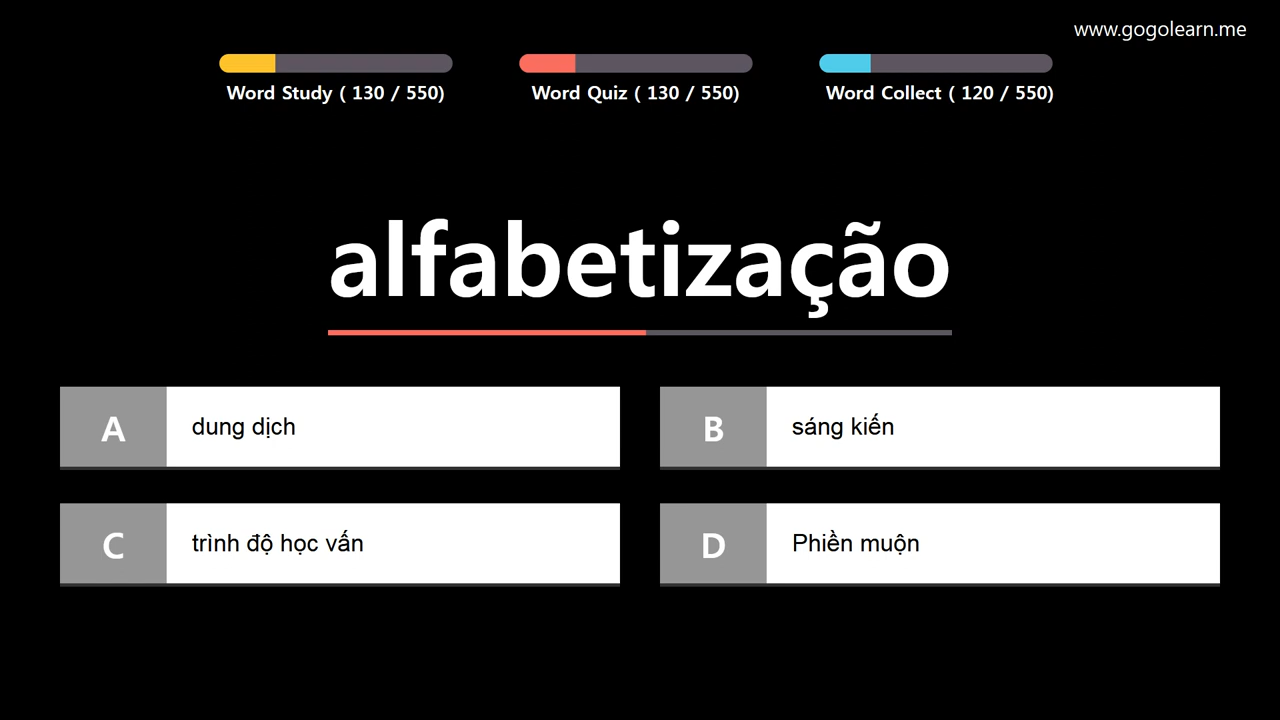 www.gogolearn.me
Word Study ( 130 / 550)
Word Quiz ( 130 / 550)
Word Collect ( 120 / 550)
alfabetização
A
dung dịch
B
sáng kiến
C
trình độ học vấn
D
Phiền muộn